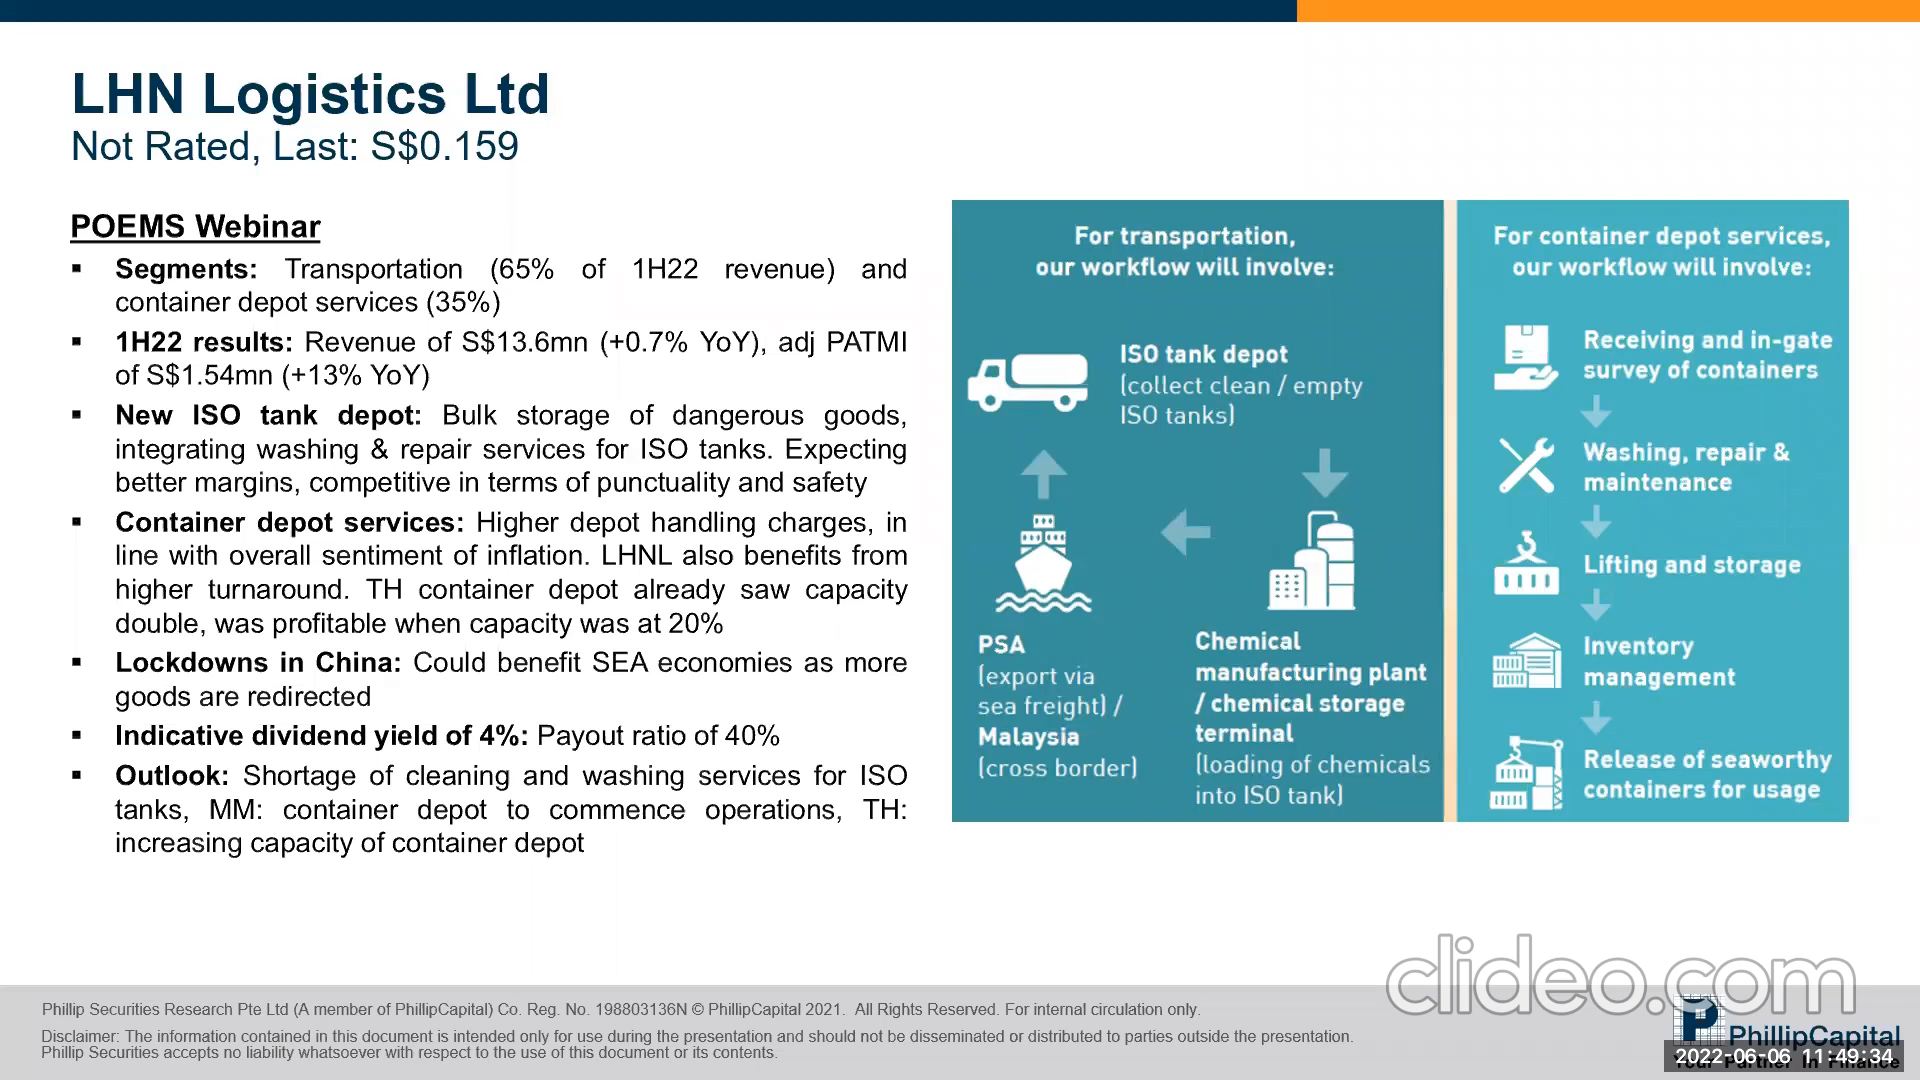 LHN Logistics Ltd
Not Rated, Last: S$0.159
POEMS Webinar
▪ Segments: Transportation (65% of 1H22 revenue) and
container depot services (35%)
▪ 1H22 results: Revenue of S$13.6mn (+0.7% YoY), adj PATMI
of S$1.54mn (+13% YoY)
▪ New ISO tank depot: Bulk storage of dangerous goods,
integrating washing & repair services for ISO tanks. Expecting
better margins, competitive in terms of punctuality and safety
▪ Container depot services: Higher depot handling charges, in
line with overall sentiment of inflation. LHNL also benefits from
higher turnaround. TH container depot already saw capacity
double, was profitable when capacity was at 20%
▪ Lockdowns in China: Could benefit SEA economies as more
goods are redirected
▪ Indicative dividend yield of 4%: Payout ratio of 40%
▪ Outlook: Shortage of cleaning and washing services for ISO
tanks, MM: container depot to commence operations, TH:
increasing capacity of container depot
For transportation,
our workflow will involve:
ISO tank depot
(collect clean / empty
ISO tanks)
PSA
(export via
sea freight) /
Malaysia
(cross border)
Chemical
manufacturing plant
/ chemical storage
terminal
(loading of chemicals
into ISO tank)
For container depot services,
our workflow will involve:
Receiving and in-gate
survey of containers
Washing, repair &
maintenance
Lifting and storage
Inventory
management
Release of seaworthy
containers for usage
clideo.com
Phillip Securities Research Pte Ltd (A member of PhillipCapital) Co. Reg. No. 198803136N © PhillipCapital 2021. All Rights Reserved. For internal circulation only.
Disclaimer: The information contained in this document is intended only for use during the presentation and should not be disseminated or distributed to parties outside the presentation.
Phillip Securities accepts no liability whatsoever with respect to the use of this document or its contents.
PhillipCapital
Your Partner In Finance
2022-06-06 11:49:34